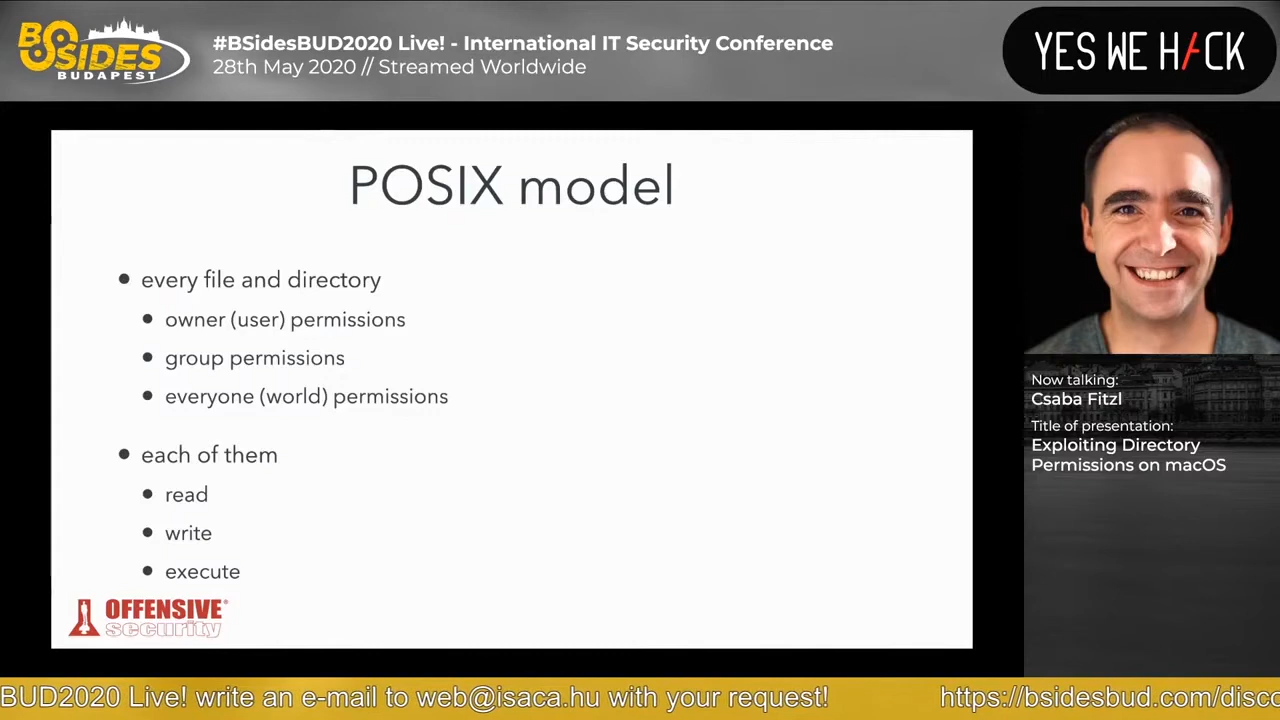 BSIDES
BUDAPEST
#BSidesBUD2020 Live! - International IT Security Conference
28th May 2020 // Streamed Worldwide
YES WE H/CK
POSIX model
• every file and directory
• owner (user) permissions
• group permissions
• everyone (world) permissions
• each of them
• read
• write
• execute
OFFENSIVE®
security
Now talking:
Csaba Fitzl
Title of presentation:
Exploiting Directory
Permissions on macOS
BUD2020 Live! write an e-mail to web@isaca.hu with your request! https://bsidesbud.com/disco